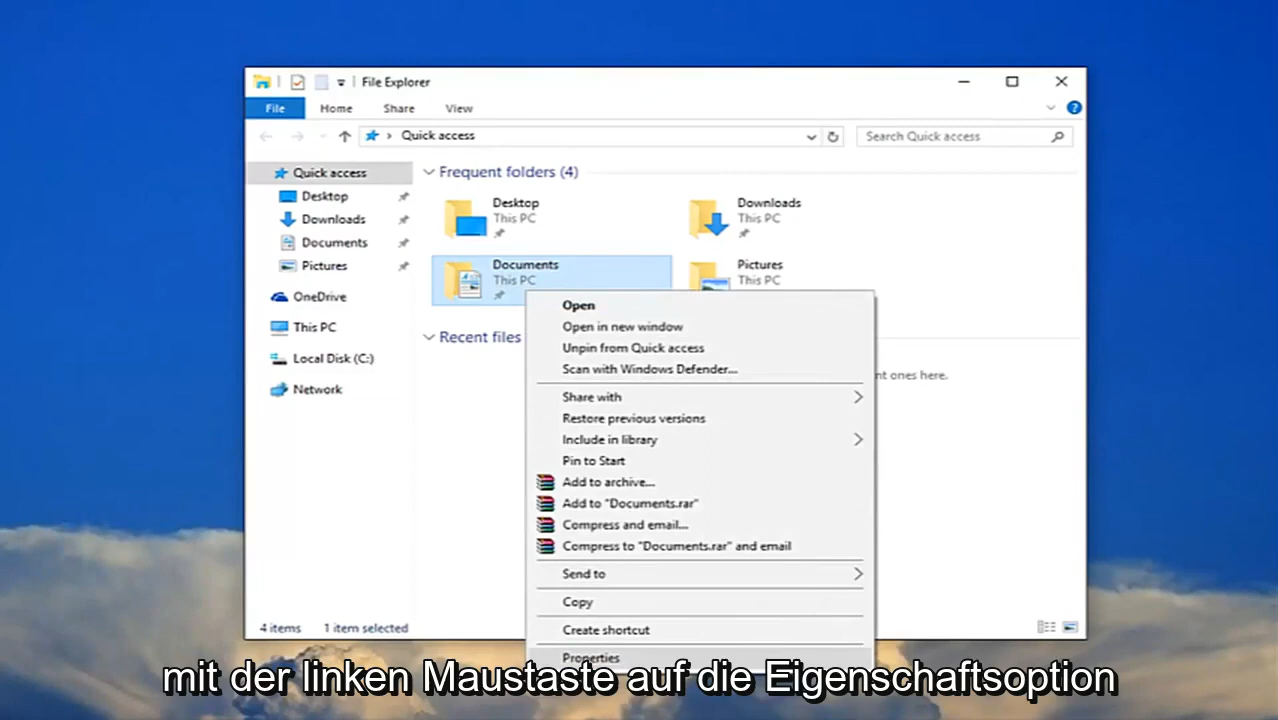 File Explorer
File
Home
Share
View
Quick access
Search Quick access
Quick access
Desktop
Downloads
Documents
Pictures
OneDrive
This PC
Local Disk (C:)
Network
Frequent folders (4)
Desktop
This PC
Downloads
This PC
Documents
This PC
Pictures
This PC
Recent files
nt ones here.
Open
Open in new window
Unpin from Quick access
Scan with Windows Defender...
Share with
Restore previous versions
Include in library
Pin to Start
Add to archive...
Add to "Documents.rar"
Compress and email...
Compress to "Documents.rar" and email
Send to
Copy
Create shortcut
Properties
4 items
1 item selected
mit der linken Maustaste auf die Eigenschaftsoption